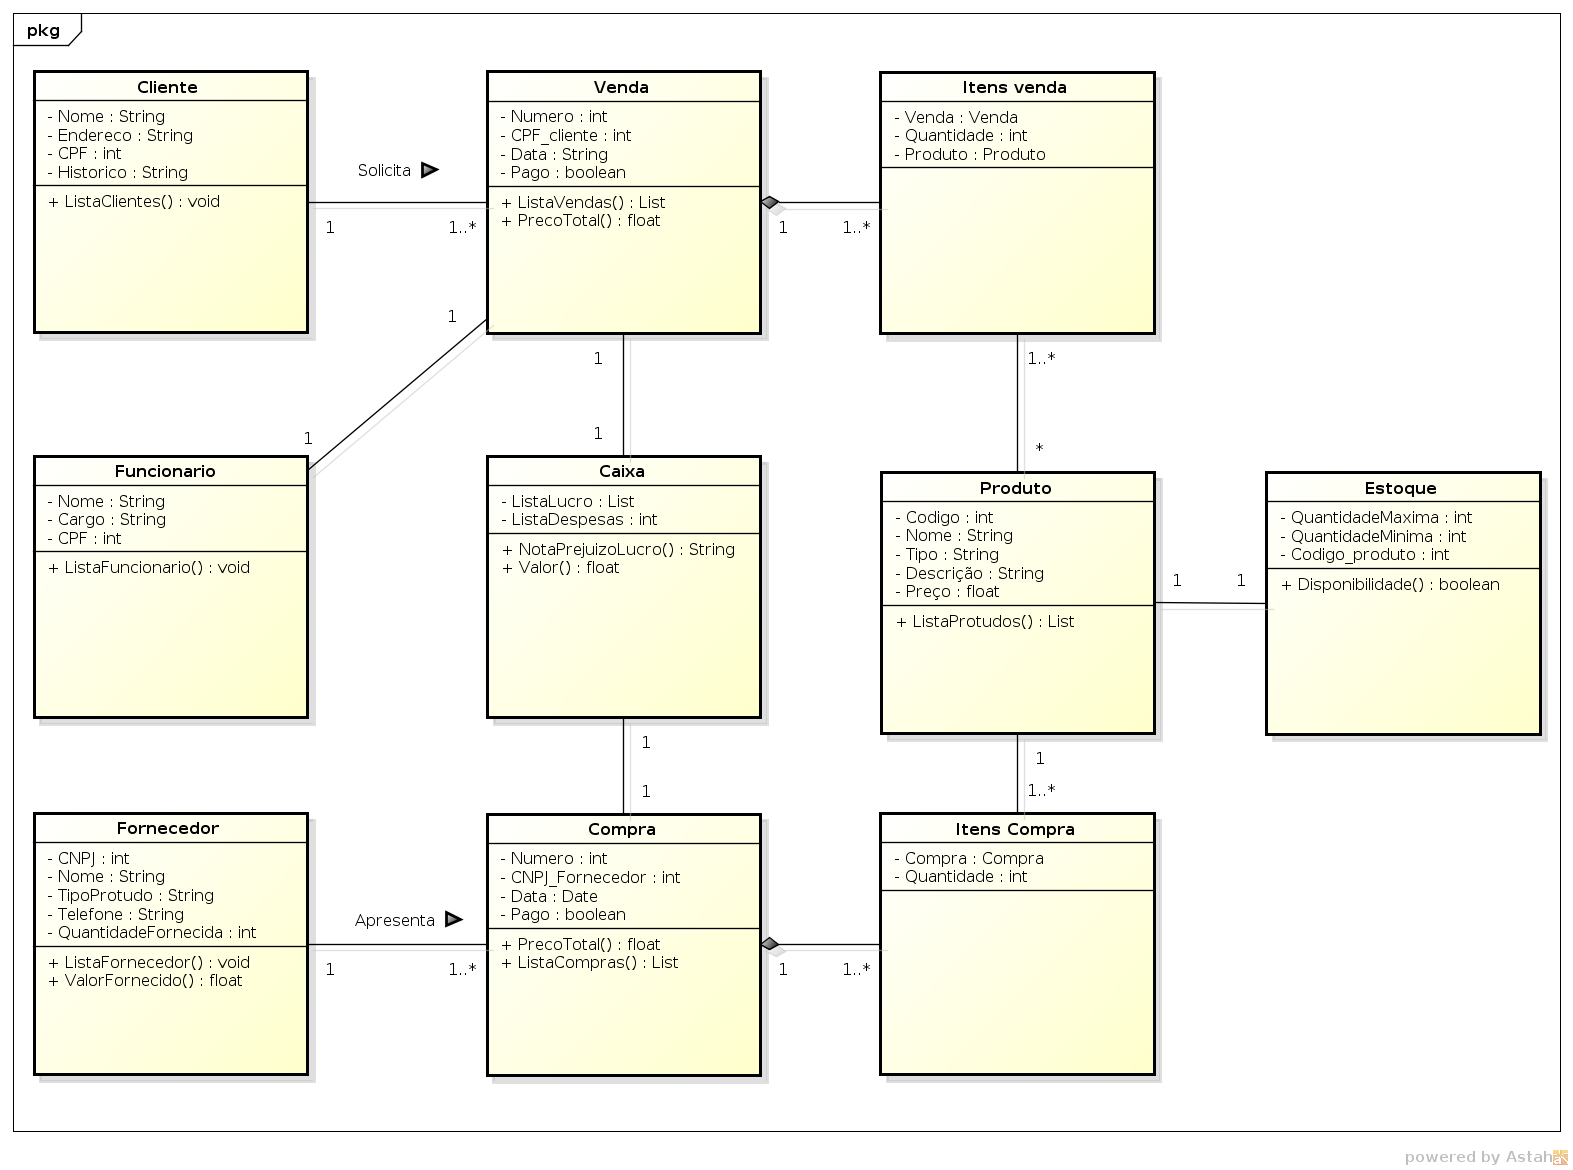 pkg
Cliente
- Nome : String
- Endereco : String
- CPF : int
- Historico : String
+ ListaClientes() : void
Solicita
1
1..*
Venda
- Numero : int
- CPF_cliente : int
- Data : String
- Pago : boolean
+ ListaVendas() : List
+ PrecoTotal() : float
1
1..*
Itens venda
- Venda : Venda
- Quantidade : int
- Produto : Produto
1
1
1
1
1..*
*
Funcionario
- Nome : String
- Cargo : String
- CPF : int
+ ListaFuncionario() : void
Caixa
- ListaLucro : List
- ListaDespesas : int
+ NotaPrejuizoLucro() : String
+ Valor() : float
Produto
- Codigo : int
- Nome : String
- Tipo : String
- Descrição : String
- Preço : float
+ ListaProtudos() : List
1
1
Estoque
- QuantidadeMaxima : int
- QuantidadeMinima : int
- Codigo_produto : int
+ Disponibilidade() : boolean
1
1
1
1..*
Fornecedor
- CNPJ : int
- Nome : String
- TipoProtudo : String
- Telefone : String
- QuantidadeFornecida : int
+ ListaFornecedor() : void
+ ValorFornecido() : float
Apresenta
1
1..*
Compra
- Numero : int
- CNPJ_Fornecedor : int
- Data : Date
- Pago : boolean
+ PrecoTotal() : float
+ ListaCompras() : List
1
1..*
Itens Compra
- Compra : Compra
- Quantidade : int
powered by Astah